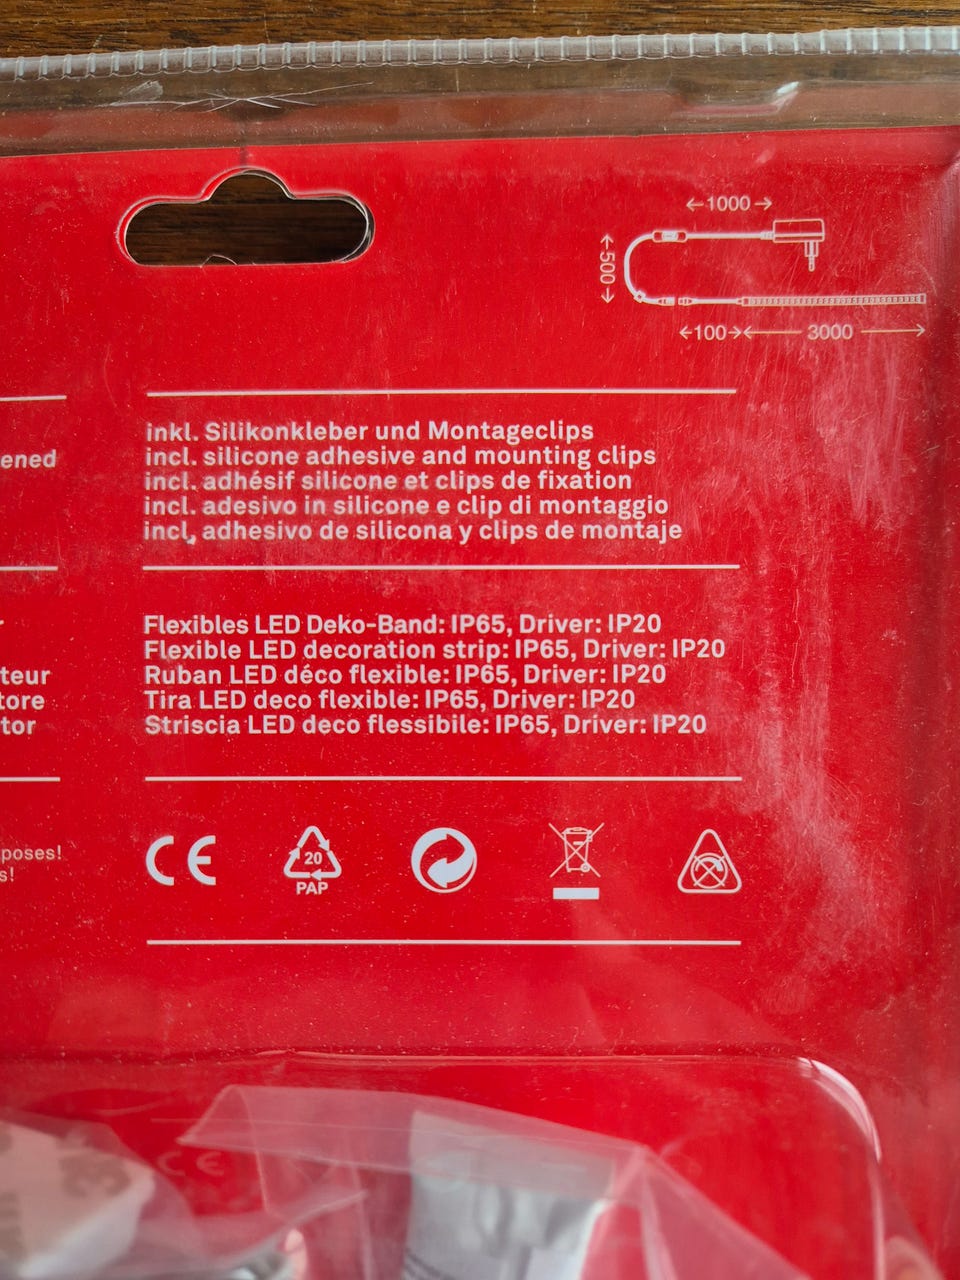 1000
500
100
3000
ened
inkl. Silikonkleber und Montageclips
incl. silicone adhesive and mounting clips
incl. adhésif silicone et clips de fixation
incl. adesivo in silicone e clip di montaggio
incl, adhesivo de silicona y clips de montaje
teur
tore
tor
Flexibles LED Deko-Band: IP65, Driver: IP20
Flexible LED decoration strip: IP65, Driver: IP20
Ruban LED déco flexible: IP65, Driver: IP20
Tira LED deco flexible: IP65, Driver: IP20
Striscia LED deco flessibile: IP65, Driver: IP20
poses!
s!
CE
20
PAP
CE